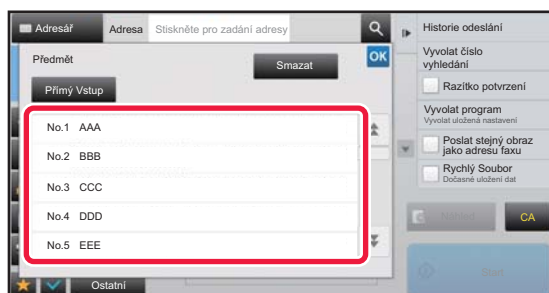 Adresář
Adresa
Stiskněte pro zadání adresy
Předmět
Smazat
OK
Přímý Vstup
No.1 AAA
No.2 BBB
No.3 CCC
No.4 DDD
No.5 EEE
Ostatní
Historie odeslání
Vyvolat číslo
vyhledání
Razítko potvrzení
Vyvolat program
Vyvolat uložená nastavení
Poslat stejný obraz
jako adresu faxu
Rychlý Soubor
Dočasné uložení dat
Náhled
CA
Start